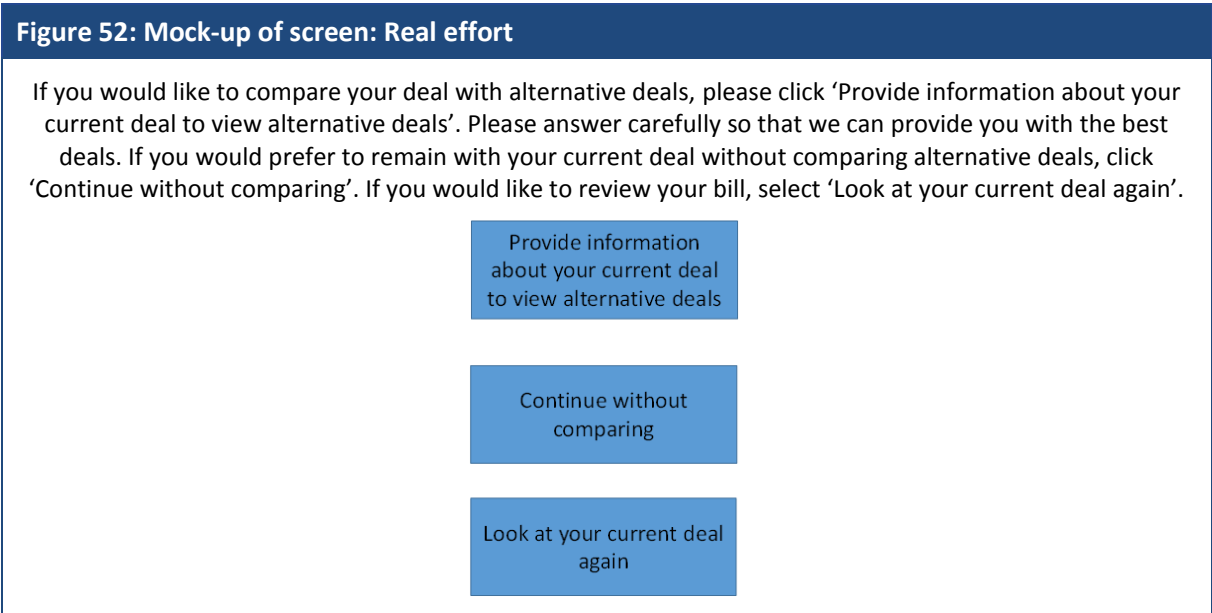 Figure 52: Mock-up of screen: Real effort
If you would like to compare your deal with alternative deals, please click ‘Provide information about your
current deal to view alternative deals’. Please answer carefully so that we can provide you with the best
deals. If you would prefer to remain with your current deal without comparing alternative deals, click
‘Continue without comparing’. If you would like to review your bill, select ‘Look at your current deal again’.
Provide information
about your current deal
to view alternative deals
Continue without
comparing
Look at your current deal
again